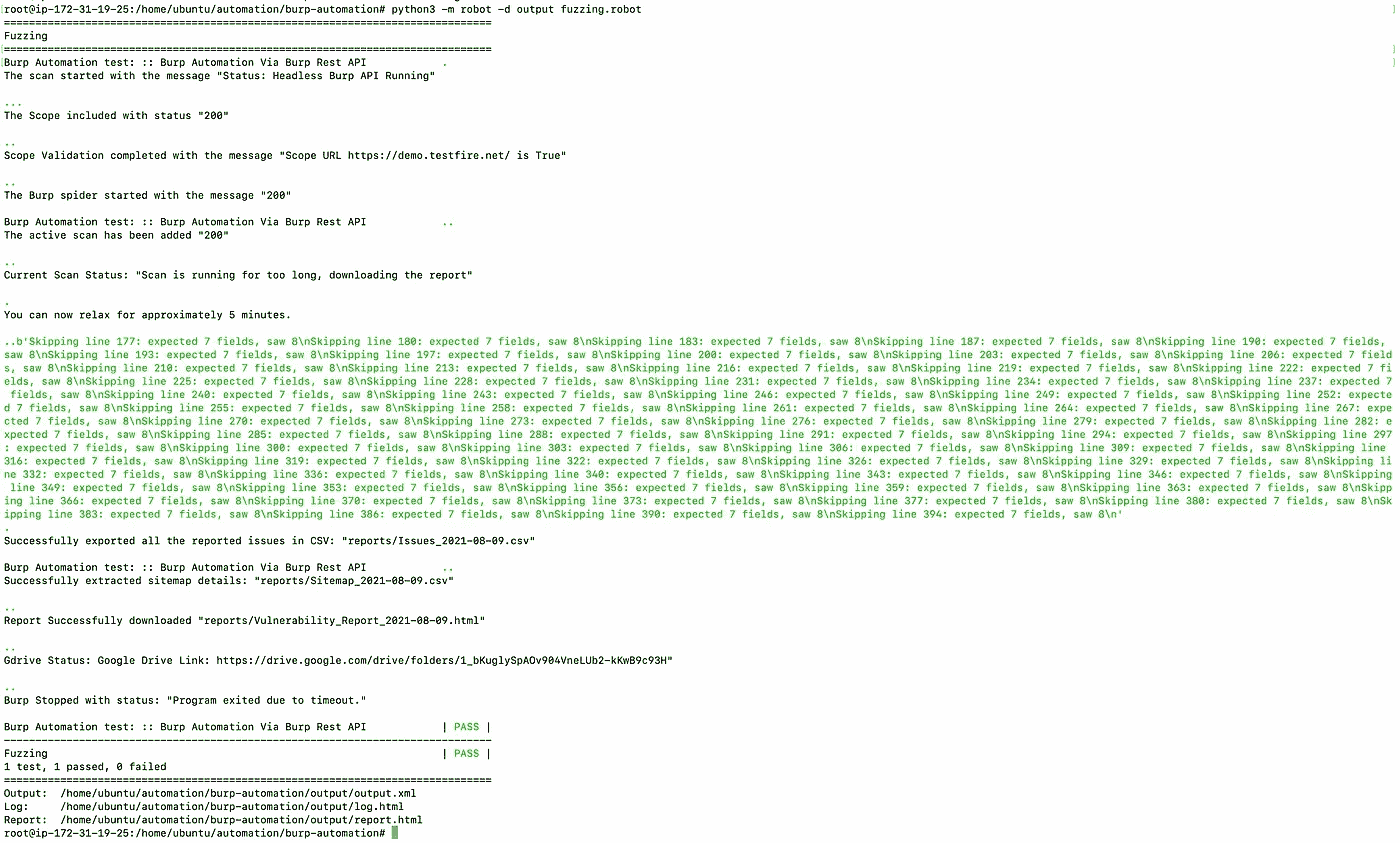 root@ip-172-31-19-25:/home/ubuntu/automation/burp-automation# python3 -m robot -d output fuzzing.robot
==============================================================================
Fuzzing
==============================================================================
Burp Automation test: :: Burp Automation Via Burp Rest API            .
The scan started with the message "Status: Headless Burp API Running"
...
The Scope included with status "200"
..
Scope Validation completed with the message "Scope URL https://demo.testfire.net/ is True"
..
The Burp spider started with the message "200"
Burp Automation test: :: Burp Automation Via Burp Rest API            ..
The active scan has been added "200"
..
Current Scan Status: "Scan is running for too long, downloading the report"
.
You can now relax for approximately 5 minutes.
..b'Skipping line 177: expected 7 fields, saw 8\nSkipping line 180: expected 7 fields, saw 8\nSkipping line 183: expected 7 fields, saw 8\nSkipping line 187: expected 7 fields, saw 8\nSkipping line 190: expected 7 fields,
saw 8\nSkipping line 193: expected 7 fields, saw 8\nSkipping line 197: expected 7 fields, saw 8\nSkipping line 200: expected 7 fields, saw 8\nSkipping line 203: expected 7 fields, saw 8\nSkipping line 206: expected 7 field
s, saw 8\nSkipping line 210: expected 7 fields, saw 8\nSkipping line 213: expected 7 fields, saw 8\nSkipping line 216: expected 7 fields, saw 8\nSkipping line 219: expected 7 fields, saw 8\nSkipping line 222: expected 7 fi
elds, saw 8\nSkipping line 225: expected 7 fields, saw 8\nSkipping line 228: expected 7 fields, saw 8\nSkipping line 231: expected 7 fields, saw 8\nSkipping line 234: expected 7 fields, saw 8\nSkipping line 237: expected 7
 fields, saw 8\nSkipping line 240: expected 7 fields, saw 8\nSkipping line 243: expected 7 fields, saw 8\nSkipping line 246: expected 7 fields, saw 8\nSkipping line 249: expected 7 fields, saw 8\nSkipping line 252: expecte
d 7 fields, saw 8\nSkipping line 255: expected 7 fields, saw 8\nSkipping line 258: expected 7 fields, saw 8\nSkipping line 261: expected 7 fields, saw 8\nSkipping line 264: expected 7 fields, saw 8\nSkipping line 267: expe
cted 7 fields, saw 8\nSkipping line 270: expected 7 fields, saw 8\nSkipping line 273: expected 7 fields, saw 8\nSkipping line 276: expected 7 fields, saw 8\nSkipping line 279: expected 7 fields, saw 8\nSkipping line 282: e
xpected 7 fields, saw 8\nSkipping line 285: expected 7 fields, saw 8\nSkipping line 288: expected 7 fields, saw 8\nSkipping line 291: expected 7 fields, saw 8\nSkipping line 294: expected 7 fields, saw 8\nSkipping line 297
: expected 7 fields, saw 8\nSkipping line 300: expected 7 fields, saw 8\nSkipping line 303: expected 7 fields, saw 8\nSkipping line 306: expected 7 fields, saw 8\nSkipping line 309: expected 7 fields, saw 8\nSkipping line
316: expected 7 fields, saw 8\nSkipping line 319: expected 7 fields, saw 8\nSkipping line 322: expected 7 fields, saw 8\nSkipping line 326: expected 7 fields, saw 8\nSkipping line 329: expected 7 fields, saw 8\nSkipping li
ne 332: expected 7 fields, saw 8\nSkipping line 336: expected 7 fields, saw 8\nSkipping line 340: expected 7 fields, saw 8\nSkipping line 343: expected 7 fields, saw 8\nSkipping line 346: expected 7 fields, saw 8\nSkipping
 line 349: expected 7 fields, saw 8\nSkipping line 353: expected 7 fields, saw 8\nSkipping line 356: expected 7 fields, saw 8\nSkipping line 359: expected 7 fields, saw 8\nSkipping line 363: expected 7 fields, saw 8\nSkipp
ing line 366: expected 7 fields, saw 8\nSkipping line 370: expected 7 fields, saw 8\nSkipping line 373: expected 7 fields, saw 8\nSkipping line 377: expected 7 fields, saw 8\nSkipping line 380: expected 7 fields, saw 8\nSk
ipping line 383: expected 7 fields, saw 8\nSkipping line 386: expected 7 fields, saw 8\nSkipping line 390: expected 7 fields, saw 8\nSkipping line 394: expected 7 fields, saw 8\n'
.
Successfully exported all the reported issues in CSV: "reports/Issues_2021-08-09.csv"
Burp Automation test: :: Burp Automation Via Burp Rest API            ..
Successfully extracted sitemap details: "reports/Sitemap_2021-08-09.csv"
..
Report Successfully downloaded "reports/Vulnerability_Report_2021-08-09.html"
..
Gdrive Status: Google Drive Link: https://drive.google.com/drive/folders/1_bKuglySpAOv904VneLUb2-kKwB9c93H"
..
Burp Stopped with status: "Program exited due to timeout."
Burp Automation test: :: Burp Automation Via Burp Rest API            | PASS |
------------------------------------------------------------------------------
Fuzzing                                                               | PASS |
1 test, 1 passed, 0 failed
==============================================================================
Output:  /home/ubuntu/automation/burp-automation/output/output.xml
Log:     /home/ubuntu/automation/burp-automation/output/log.html
Report:  /home/ubuntu/automation/burp-automation/output/report.html
root@ip-172-31-19-25:/home/ubuntu/automation/burp-automation#